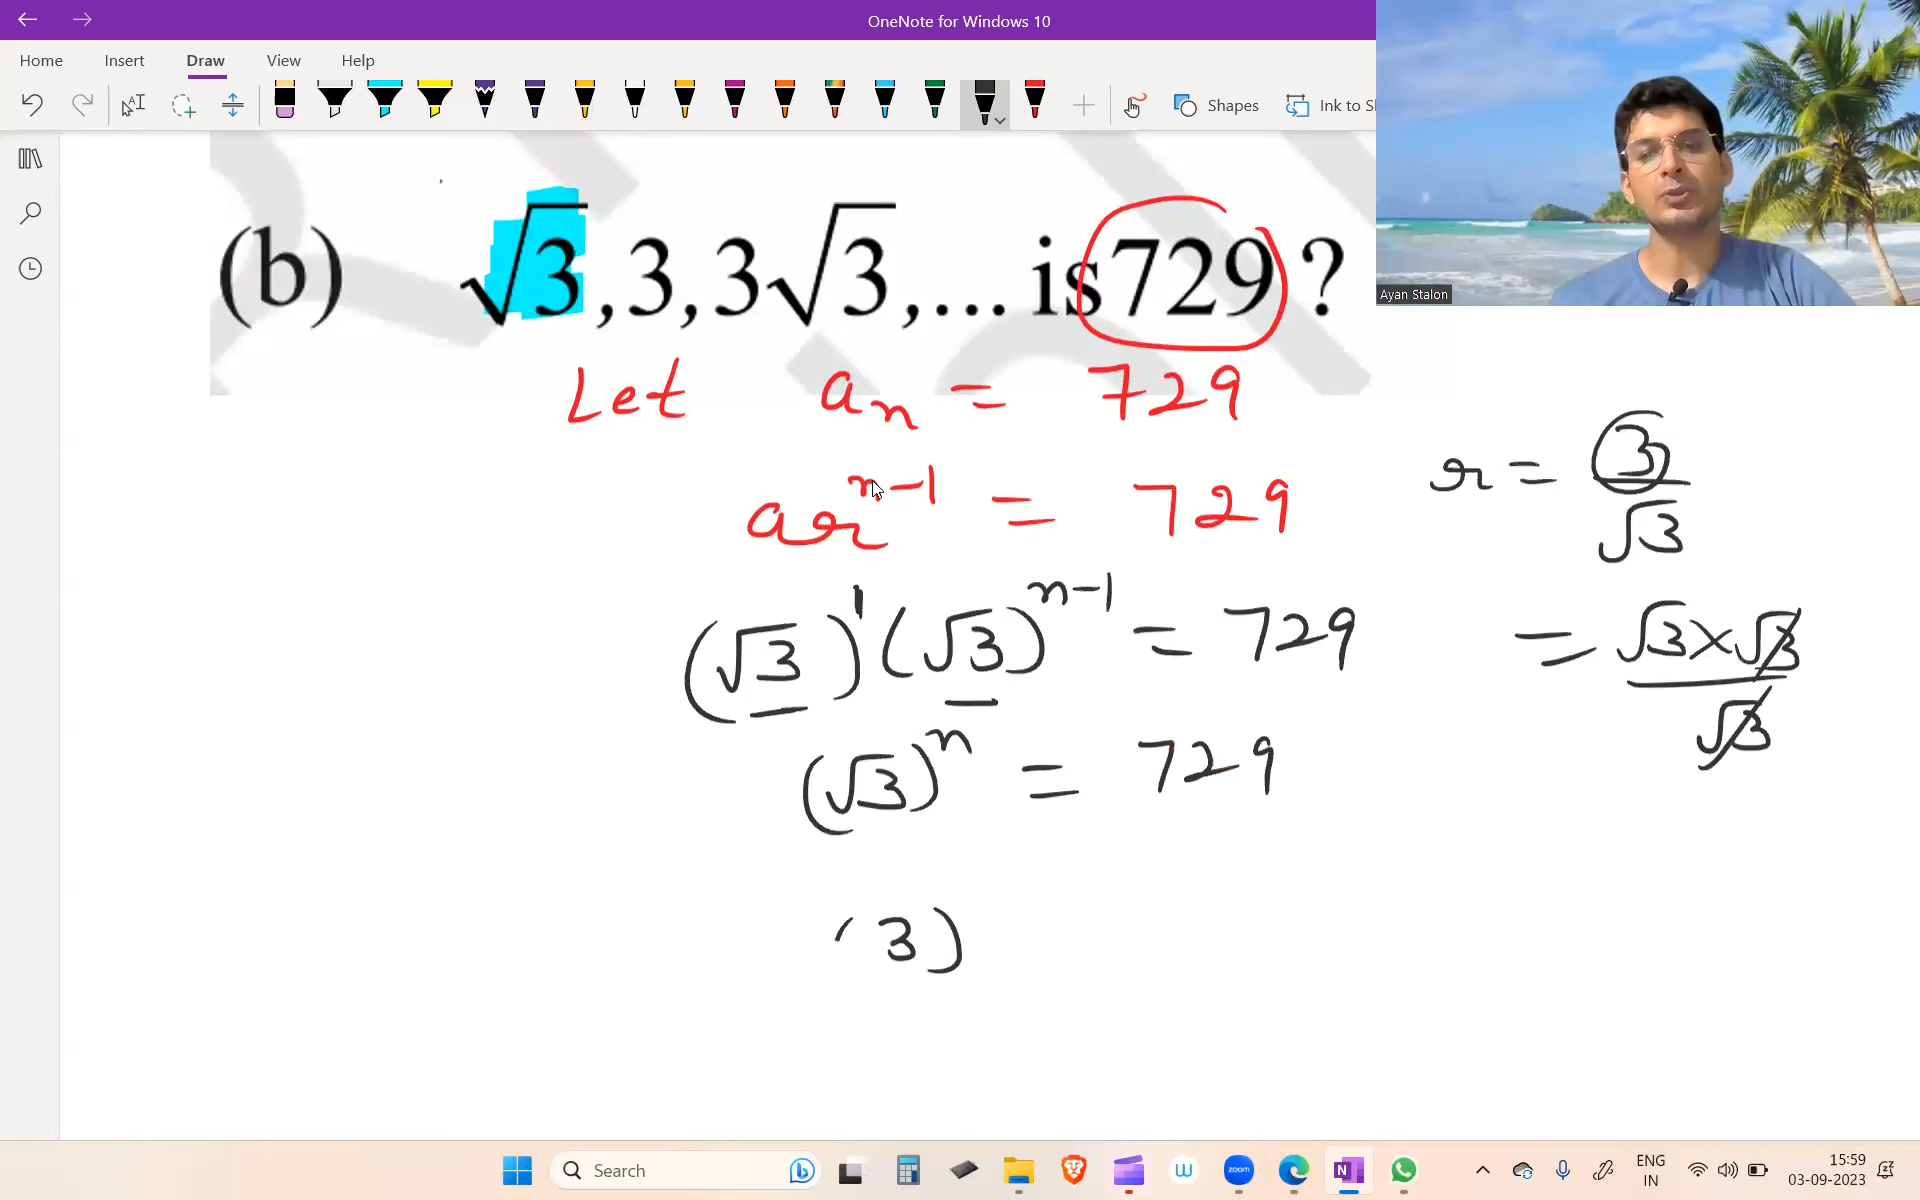 OneNote for Windows 10
Home Insert Draw View Help
Shapes Ink to Sh
Ayan Stalon
(b) √3, 3, 3√3, .... is 729 ?
Let aₙ = 729
arⁿ⁻¹ = 729
(√3)¹(√3)ⁿ⁻¹ = 729
(√3)ⁿ = 729
(3)
r = 3/√3
= √3×√3/√3
Search
zoom
ENG
IN
15:59
03-09-2023